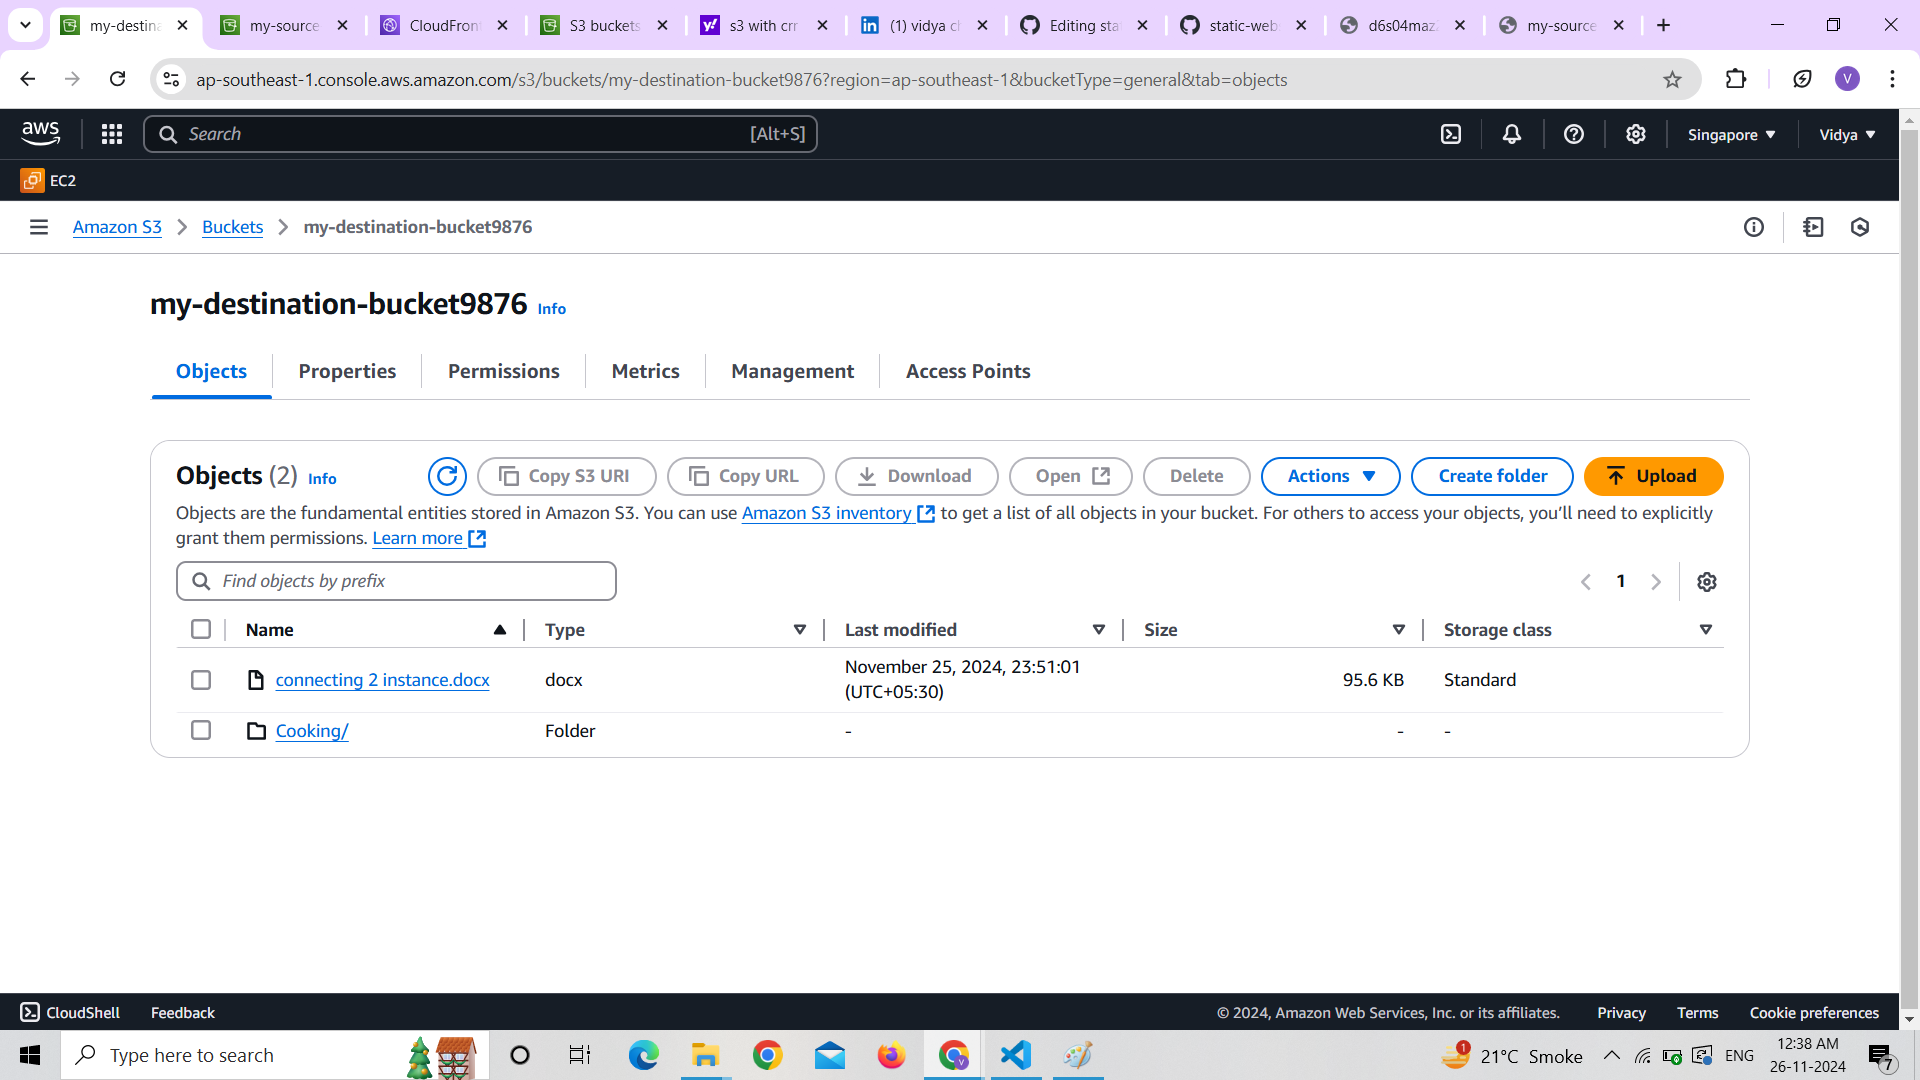 my-destina
my-source
CloudFron
S3 buckets
s3 with crr
(1) vidya ch
Editing sta
static-web
d6s04maz
my-source
ap-southeast-1.console.aws.amazon.com/s3/buckets/my-destination-bucket9876?region=ap-southeast-1&bucketType=general&tab=objects
V
aws
Search
[Alt+S]
Singapore
Vidya
EC2
Amazon S3
Buckets
my-destination-bucket9876
my-destination-bucket9876 Info
Objects
Properties
Permissions
Metrics
Management
Access Points
Objects (2) Info
Copy S3 URI
Copy URL
Download
Open
Delete
Actions
Create folder
Upload
Objects are the fundamental entities stored in Amazon S3. You can use Amazon S3 inventory to get a list of all objects in your bucket. For others to access your objects, you’ll need to explicitly
grant them permissions. Learn more
Find objects by prefix
1
Name Type Last modified Size Storage class
connecting 2 instance.docx docx November 25, 2024, 23:51:01 (UTC+05:30) 95.6 KB Standard
Cooking/ Folder - - -
CloudShell
Feedback
© 2024, Amazon Web Services, Inc. or its affiliates.
Privacy
Terms
Cookie preferences
Type here to search
1
21°C Smoke
ENG
12:38 AM
26-11-2024
7